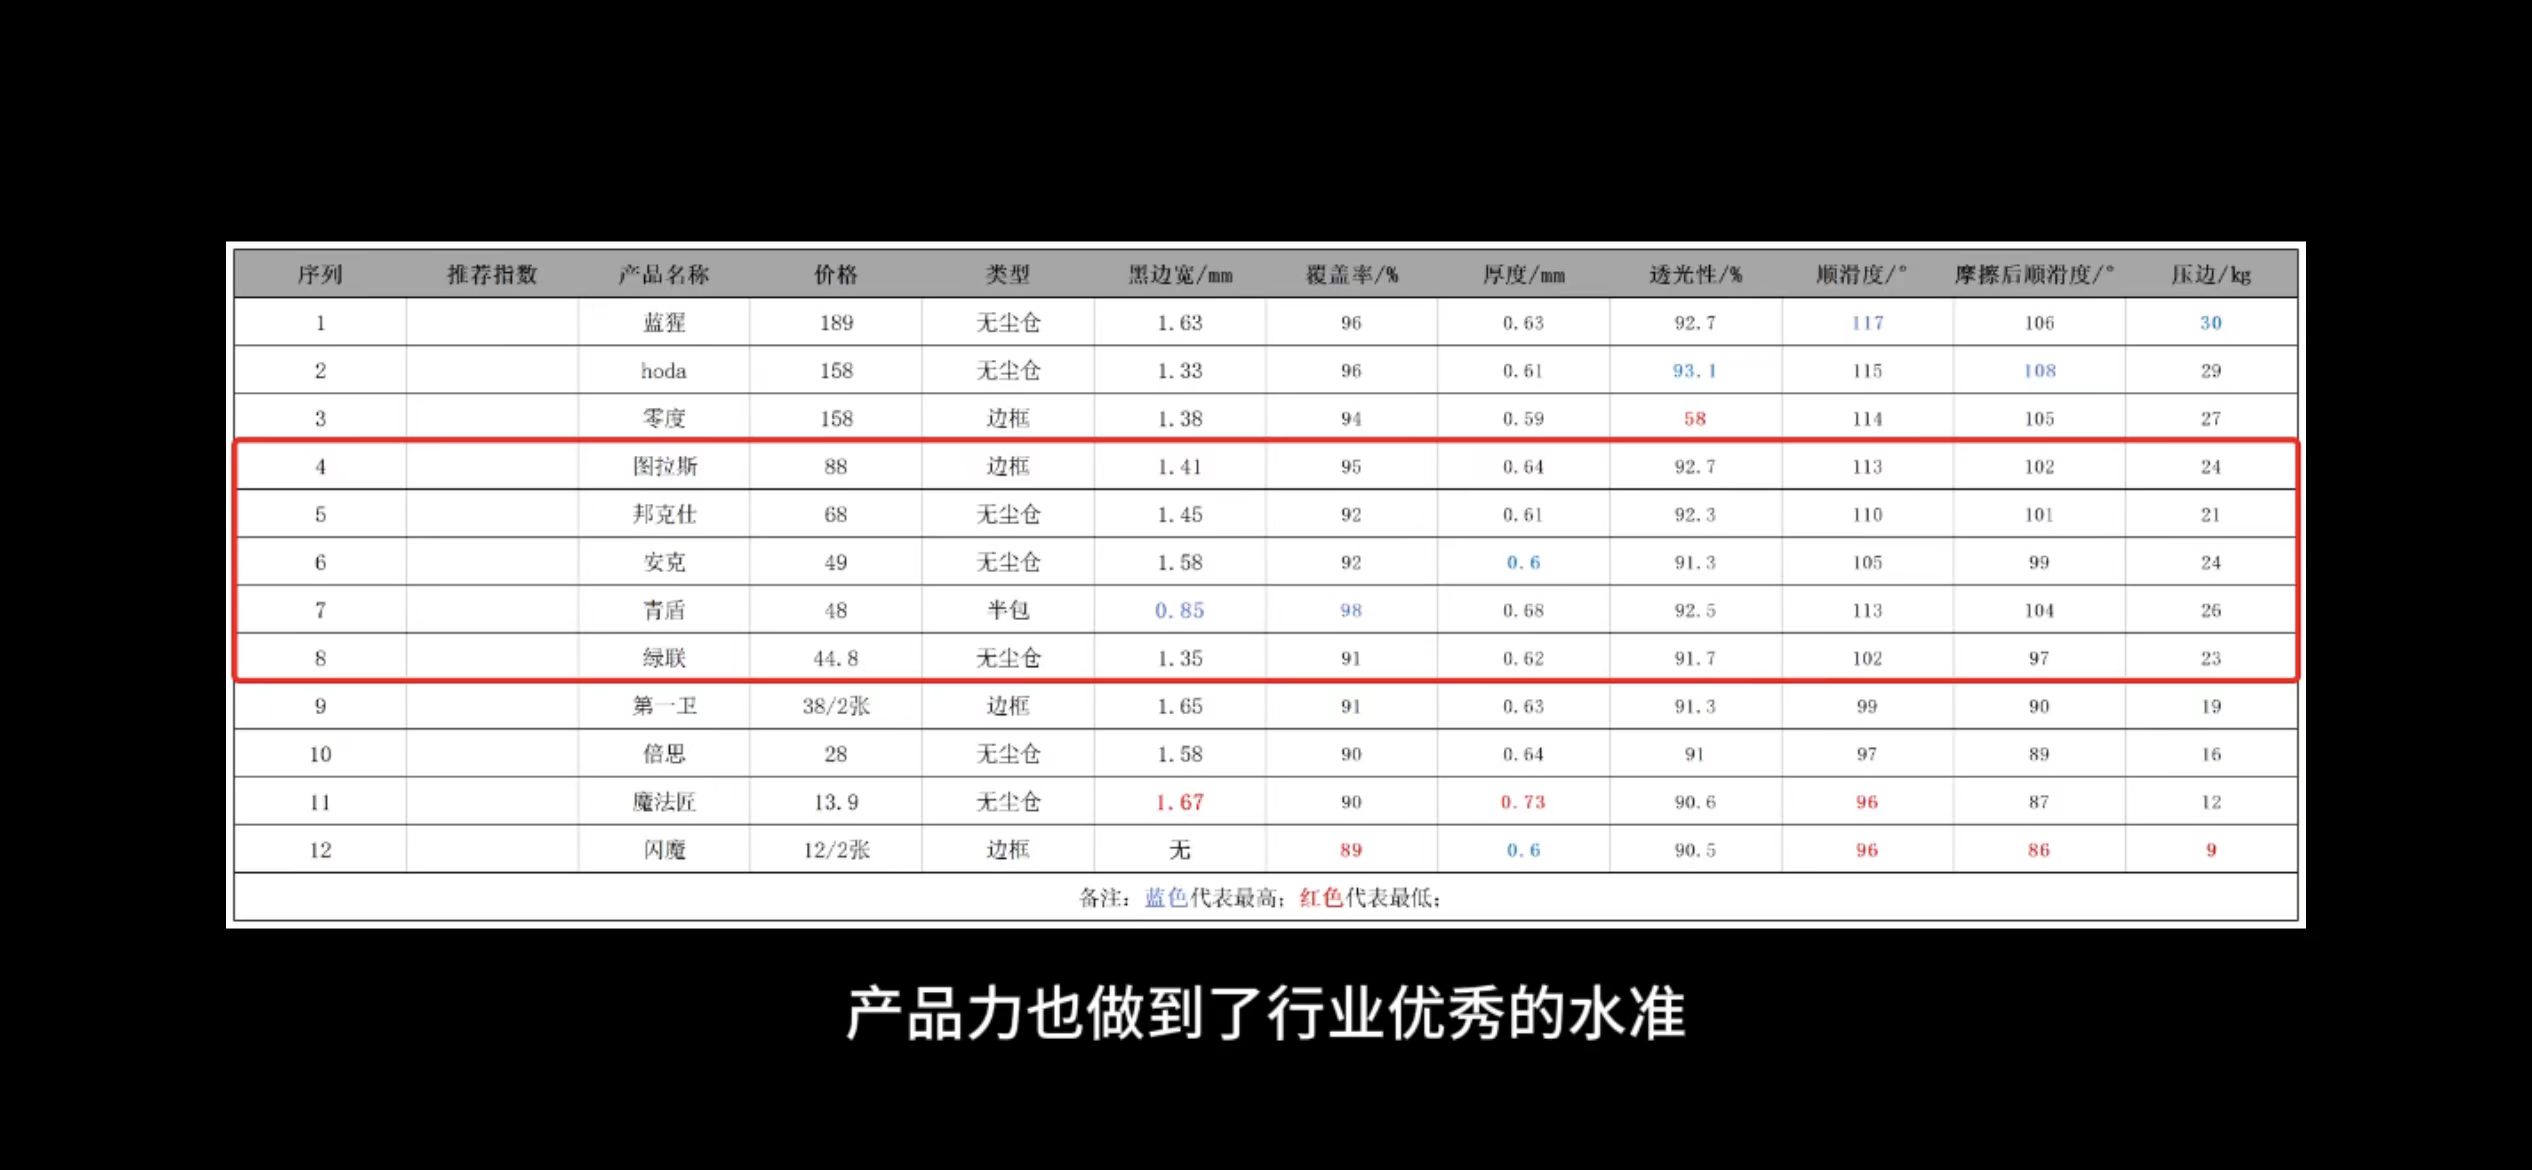 序列 推荐指数 产品名称 价格 类型 黑边宽/mm 覆盖率/% 厚度/mm 透光性/% 顺滑度/° 摩擦后顺滑度/° 压边/kg
1 蓝猩 189 无尘仓 1.63 96 0.63 92.7 117 106 30
2 hoda 158 无尘仓 1.33 96 0.61 93.1 115 108 29
3 零度 158 边框 1.38 94 0.59 58 114 105 27
4 图拉斯 88 边框 1.41 95 0.64 92.7 113 102 24
5 邦克仕 68 无尘仓 1.45 92 0.61 92.3 110 101 21
6 安克 49 无尘仓 1.58 92 0.6 91.3 105 99 24
7 青盾 48 半包 0.85 98 0.68 92.5 113 104 26
8 绿联 44.8 无尘仓 1.35 91 0.62 91.7 102 97 23
9 第一卫 38/2张 边框 1.65 91 0.63 91.3 99 90 19
10 倍思 28 无尘仓 1.58 90 0.64 91 97 89 16
11 魔法匠 13.9 无尘仓 1.67 90 0.73 90.6 96 87 12
12 闪魔 12/2张 边框 无 89 0.6 90.5 96 86 9
备注：蓝色代表最高；红色代表最低；
产品力也做到了行业优秀的水准